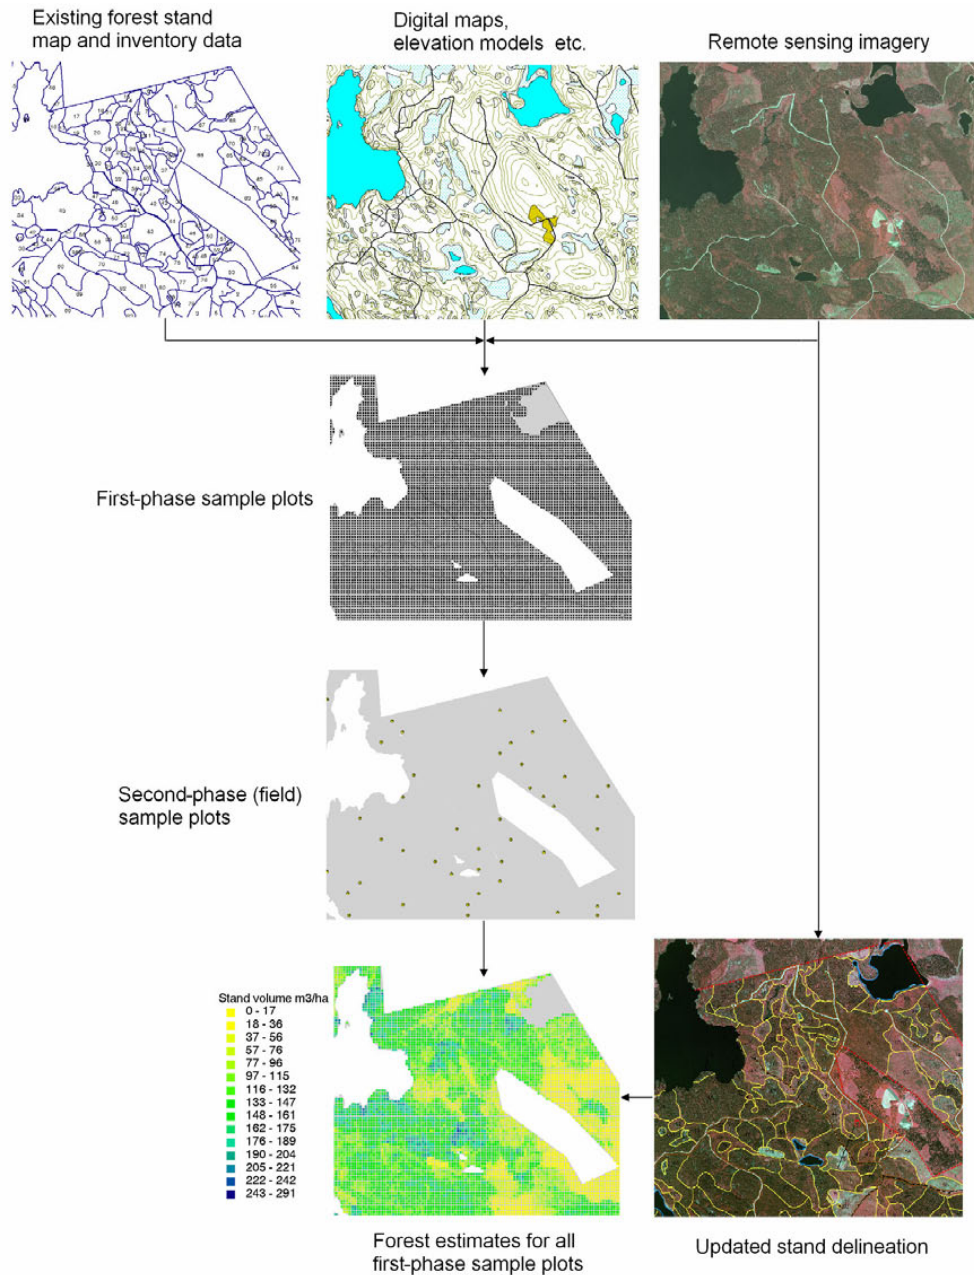 Existing forest stand
map and inventory data
Digital maps,
elevation models etc.
Remote sensing imagery
First-phase sample plots
Second-phase (field)
sample plots
Stand volume m3/ha
0 - 17
18 - 36
37 - 56
57 - 76
77 - 96
97 - 115
116 - 132
133 - 147
148 - 161
162 - 175
176 - 189
190 - 204
205 - 221
222 - 242
243 - 291
Forest estimates for all
first-phase sample plots
Updated stand delineation